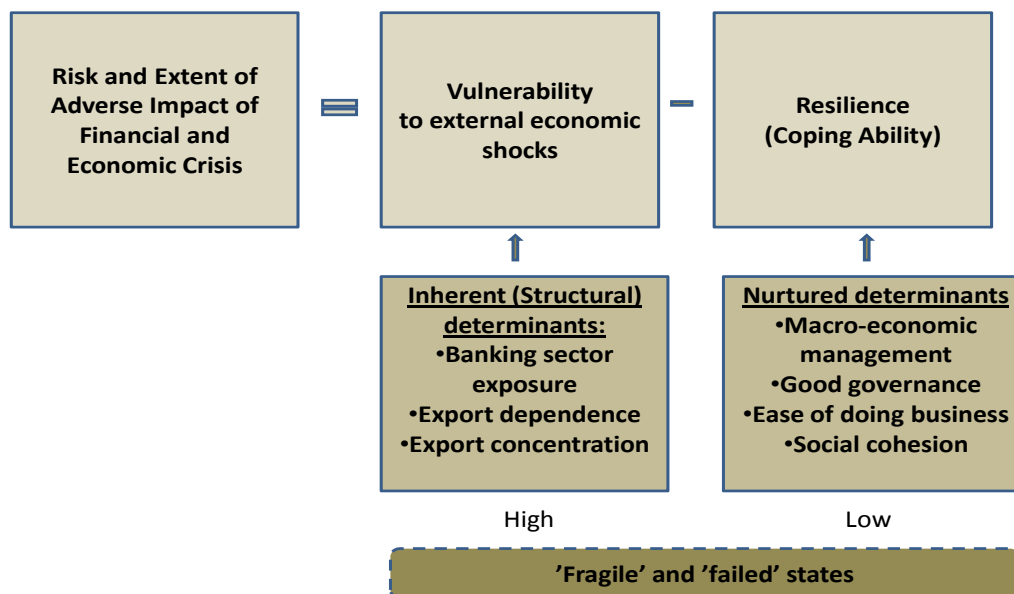 Risk and Extent of
Adverse Impact of
Financial and
Economic Crisis
=
Vulnerability
to external economic
shocks
-
Resilience
(Coping Ability)
Inherent (Structural)
determinants:
•Banking sector
exposure
•Export dependence
•Export concentration
Nurtured determinants
•Macro-economic
management
•Good governance
•Ease of doing business
•Social cohesion
High
Low
’Fragile’ and ’failed’ states